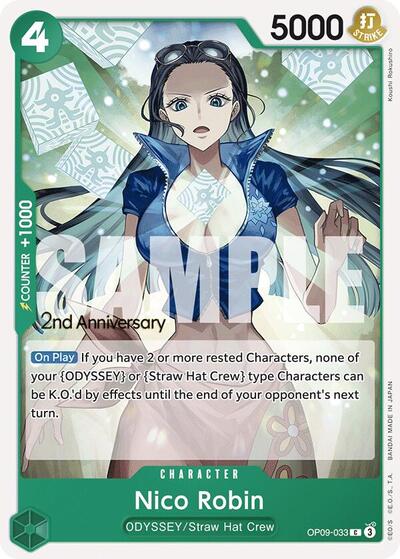 4
5000
打
STRIKE
Koushi Rokushiro
COUNTER +1000
SAMPLE
2nd Anniversary
On Play If you have 2 or more rested Characters, none of
your {ODYSSEY} or {Straw Hat Crew} type Characters can
be K.O.'d by effects until the end of your opponent's next
turn.
CHARACTER
Nico Robin
ODYSSEY/Straw Hat Crew
OP09-033 C 3
©E.O./S. ©E.O./S., T.A. BANDAI MADE IN JAPAN